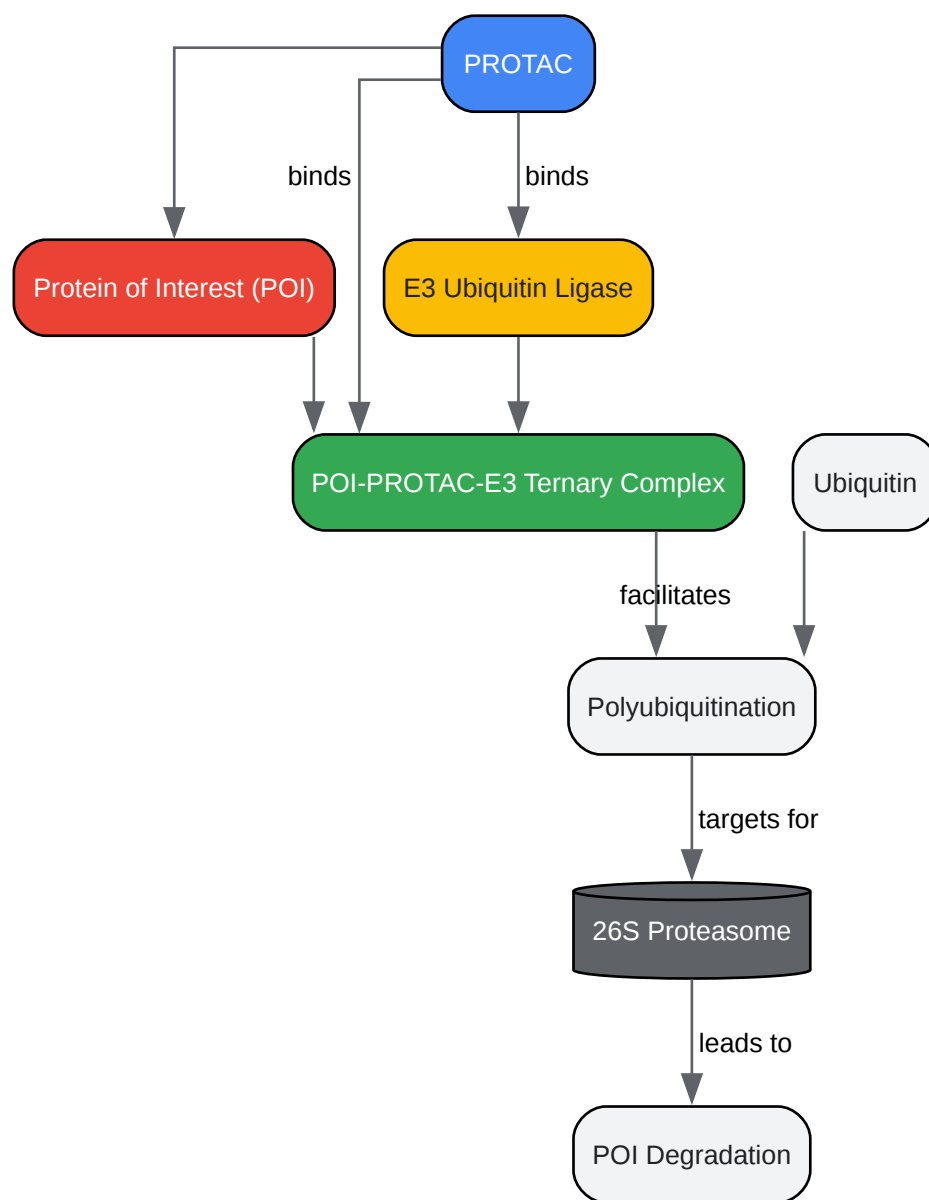 PROTAC
binds
binds
Protein of Interest (POI)
E3 Ubiquitin Ligase
POI-PROTAC-E3 Ternary Complex
Ubiquitin
facilitates
Polyubiquitination
targets for
26S Proteasome
leads to
POI Degradation